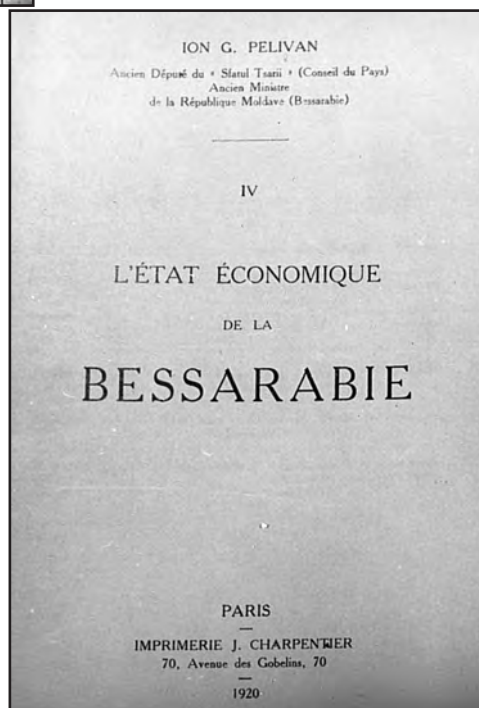 ION G. PELIVAN
Ancien Député du « Sfatul Tsarii » (Conseil du Pays)
Ancien Ministre
de la République Moldave (Bessarabie)
IV
L'ÉTAT ÉCONOMIQUE
DE LA
BESSARABIE
PARIS
IMPRIMERIE J. CHARPENTIER
70, Avenue des Gobelins, 70
1920